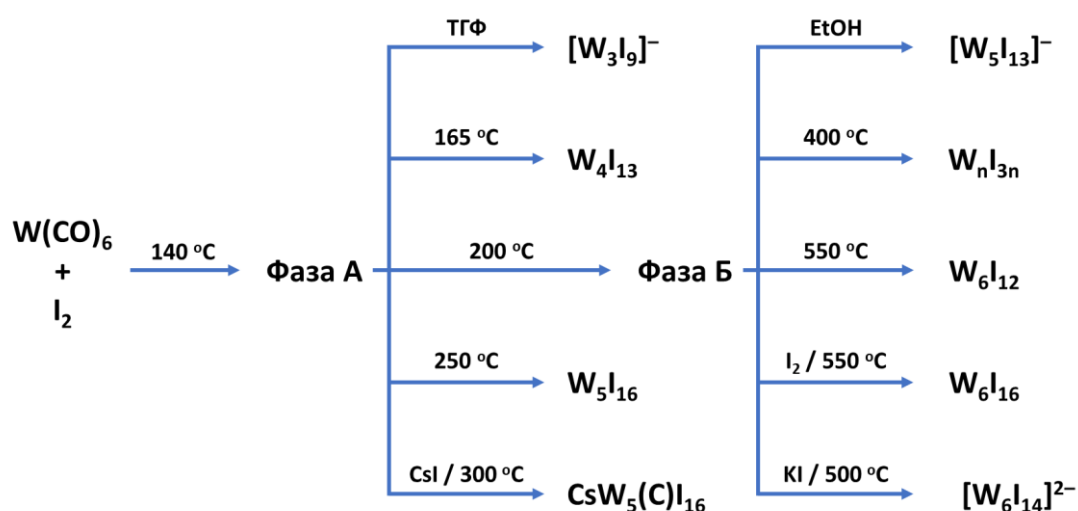 ТГФ
[W₃I₉]⁻
165 °C
W₄I₁₃
W(CO)₆
+
I₂
140 °C
Фаза А
200 °C
250 °C
W₅I₁₆
CsI / 300 °C
CsW₅(C)I₁₆
Фаза Б
EtOH
[W₅I₁₃]⁻
400 °C
WₙI₃ₙ
550 °C
W₆I₁₂
I₂ / 550 °C
W₆I₁₆
KI / 500 °C
[W₆I₁₄]²⁻